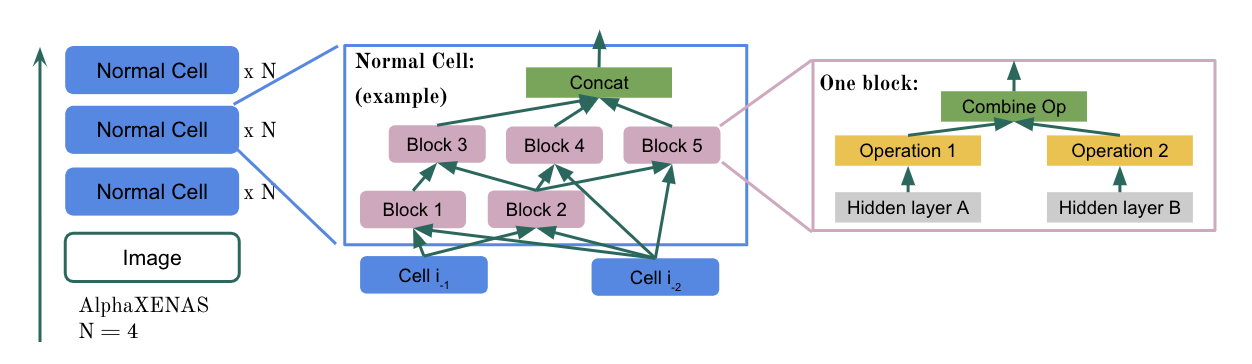 Normal Cell x N
Normal Cell x N
Normal Cell x N
Image
AlphaXENAS
N = 4
Normal Cell:
(example)
Concat
Block 3 Block 4 Block 5
Block 1 Block 2
Cell i-1 Cell i-2
One block:
Combine Op
Operation 1 Operation 2
Hidden layer A Hidden layer B